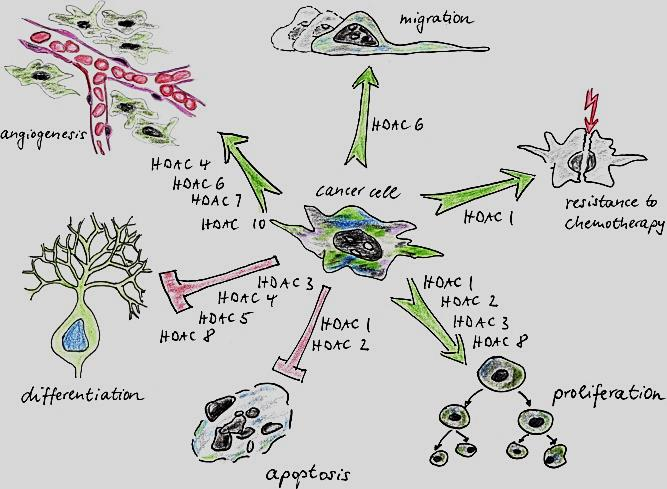 migration
angiogenesis
HDAC 6
HDAC 4
HDAC 6
HDAC 7
HDAC 10
cancer cell
HDAC 1
resistance to
chemotherapy
HDAC 3
HDAC 4
HDAC 5
HDAC 8
HDAC 1
HDAC 2
HDAC 1
HDAC 2
HDAC 3
HDAC 8
differentiation
apoptosis
proliferation